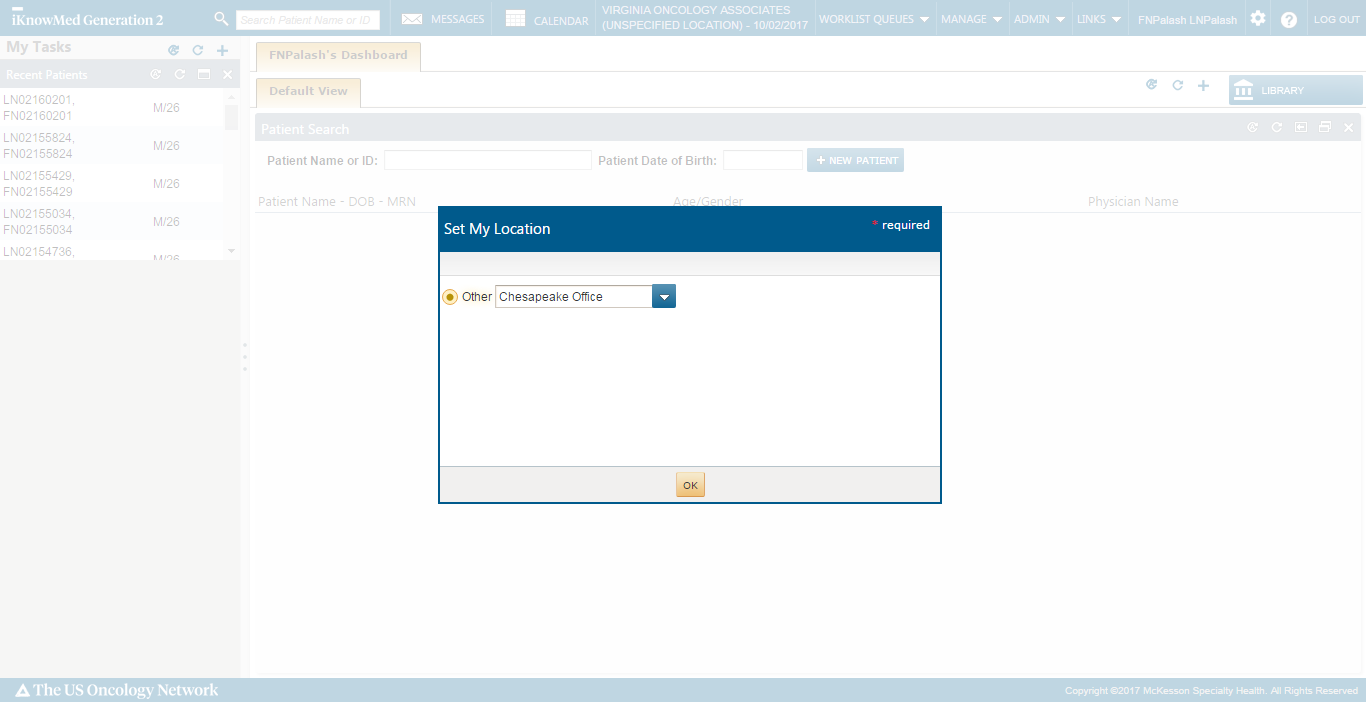 iKnowMed Generation 2
Search Patient Name or ID
MESSAGES
CALENDAR
VIRGINIA ONCOLOGY ASSOCIATES
(UNSPECIFIED LOCATION) - 10/02/2017
WORKLIST QUEUES
MANAGE
ADMIN
LINKS
FNPalash LNPalash
?
LOG OUT
My Tasks
Recent Patients
LN02160201,
FN02160201
M/26
LN02155824,
FN02155824
M/26
LN02155429,
FN02155429
M/26
LN02155034,
FN02155034
M/26
LN02154736,
M/26
FNPalash's Dashboard
Default View
LIBRARY
Patient Search
Patient Name or ID:
Patient Date of Birth:
+ NEW PATIENT
Patient Name - DOB - MRN
Age/Gender
Physician Name
Set My Location
* required
Other
Chesapeake Office
OK
The US Oncology Network
Copyright ©2017 McKesson Specialty Health. All Rights Reserved